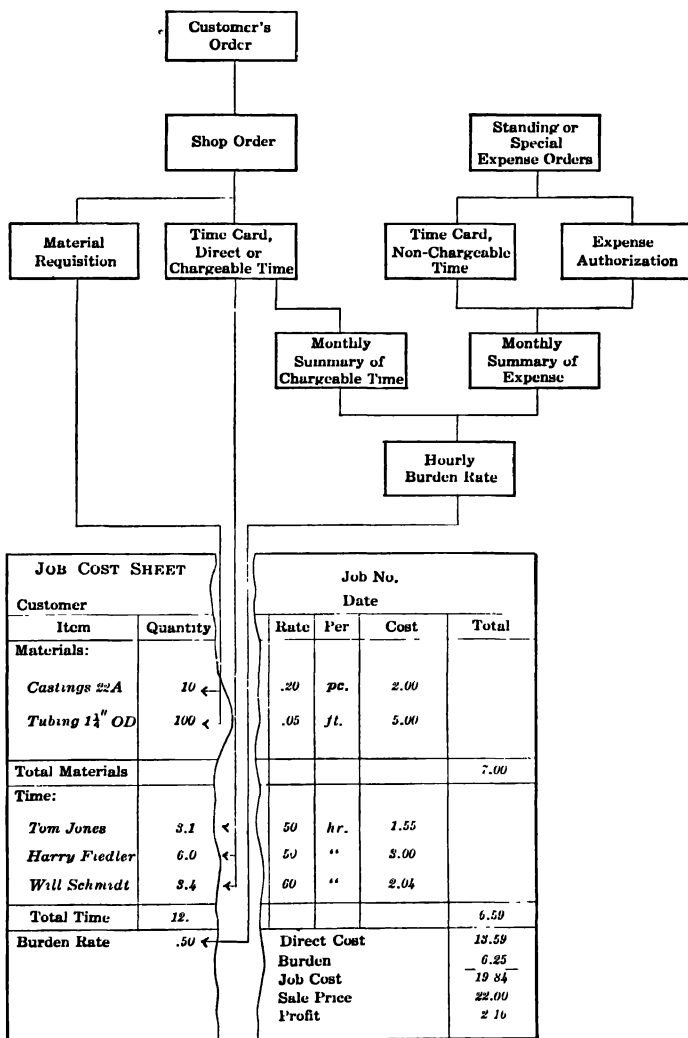 Customer's
Order
Shop Order
Standing or
Special
Expense Orders
Material
Requisition
Time Card,
Direct or
Chargeable Time
Time Card,
Non-Chargeable
Time
Expense
Authorization
Monthly
Summary of
Chargeable Time
Monthly
Summary of
Expense
Hourly
Burden Rate
JOB COST SHEET
Job No.
Customer
Date
Item Quantity Rate Per Cost Total
Materials:
Castings 22A 10 .20 pc. 2.00
Tubing 1¼" OD 100 .05 ft. 5.00
Total Materials 7.00
Time:
Tom Jones 3.1 50 hr. 1.55
Harry Fiedler 6.0 50 “ 3.00
Will Schmidt 3.4 60 “ 2.04
Total Time 12. 6.59
Burden Rate .50 Direct Cost 13.59
Burden 6.25
Job Cost 19 84
Sale Price 22.00
Profit 2 16